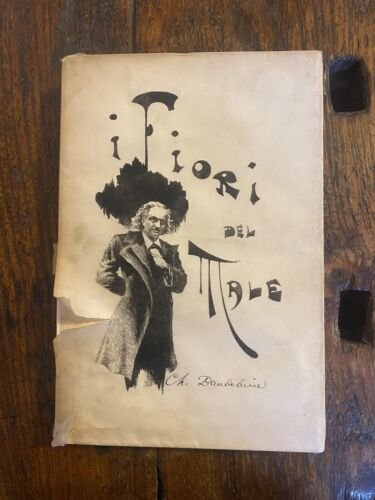 i Fiori
DEL
MALE
Ch. Baudelaire